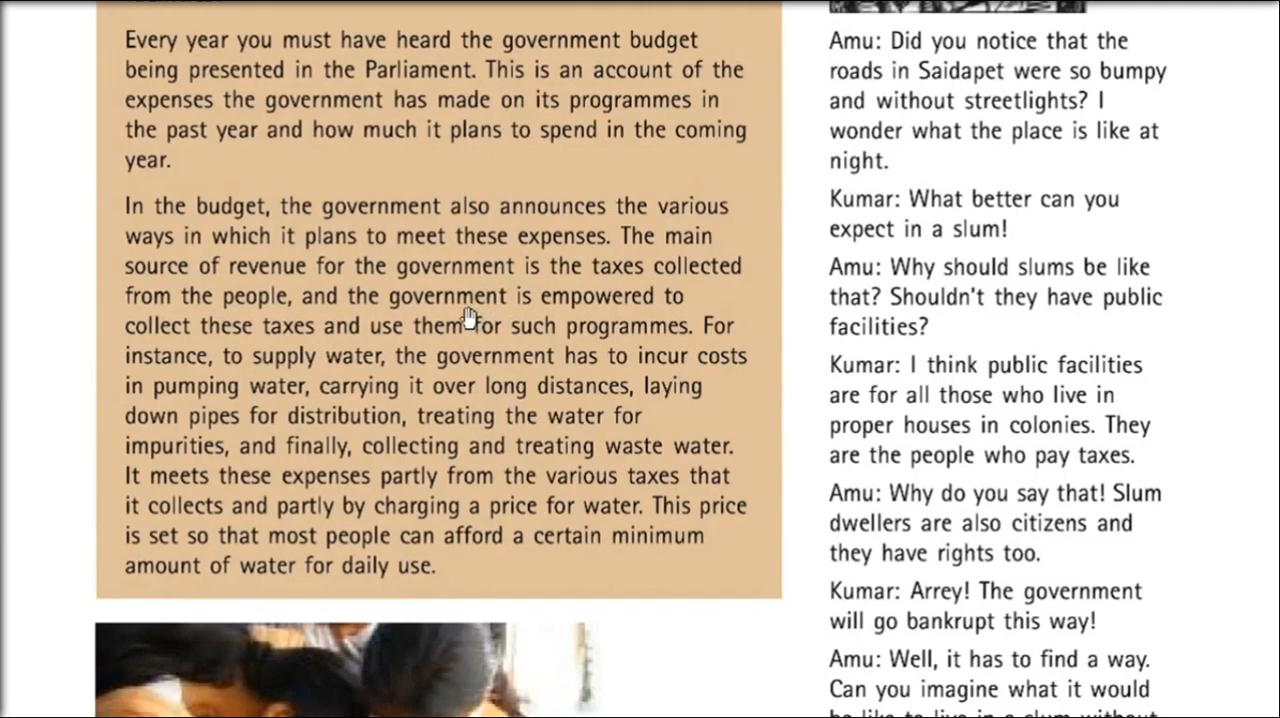 Every year you must have heard the government budget
being presented in the Parliament. This is an account of the
expenses the government has made on its programmes in
the past year and how much it plans to spend in the coming
year.
In the budget, the government also announces the various
ways in which it plans to meet these expenses. The main
source of revenue for the government is the taxes collected
from the people, and the government is empowered to
collect these taxes and use them for such programmes. For
instance, to supply water, the government has to incur costs
in pumping water, carrying it over long distances, laying
down pipes for distribution, treating the water for
impurities, and finally, collecting and treating waste water.
It meets these expenses partly from the various taxes that
it collects and partly by charging a price for water. This price
is set so that most people can afford a certain minimum
amount of water for daily use.
Amu: Did you notice that the
roads in Saidapet were so bumpy
and without streetlights? I
wonder what the place is like at
night.
Kumar: What better can you
expect in a slum!
Amu: Why should slums be like
that? Shouldn't they have public
facilities?
Kumar: I think public facilities
are for all those who live in
proper houses in colonies. They
are the people who pay taxes.
Amu: Why do you say that! Slum
dwellers are also citizens and
they have rights too.
Kumar: Arrey! The government
will go bankrupt this way!
Amu: Well, it has to find a way.
Can you imagine what it would
be like to live in a slum without